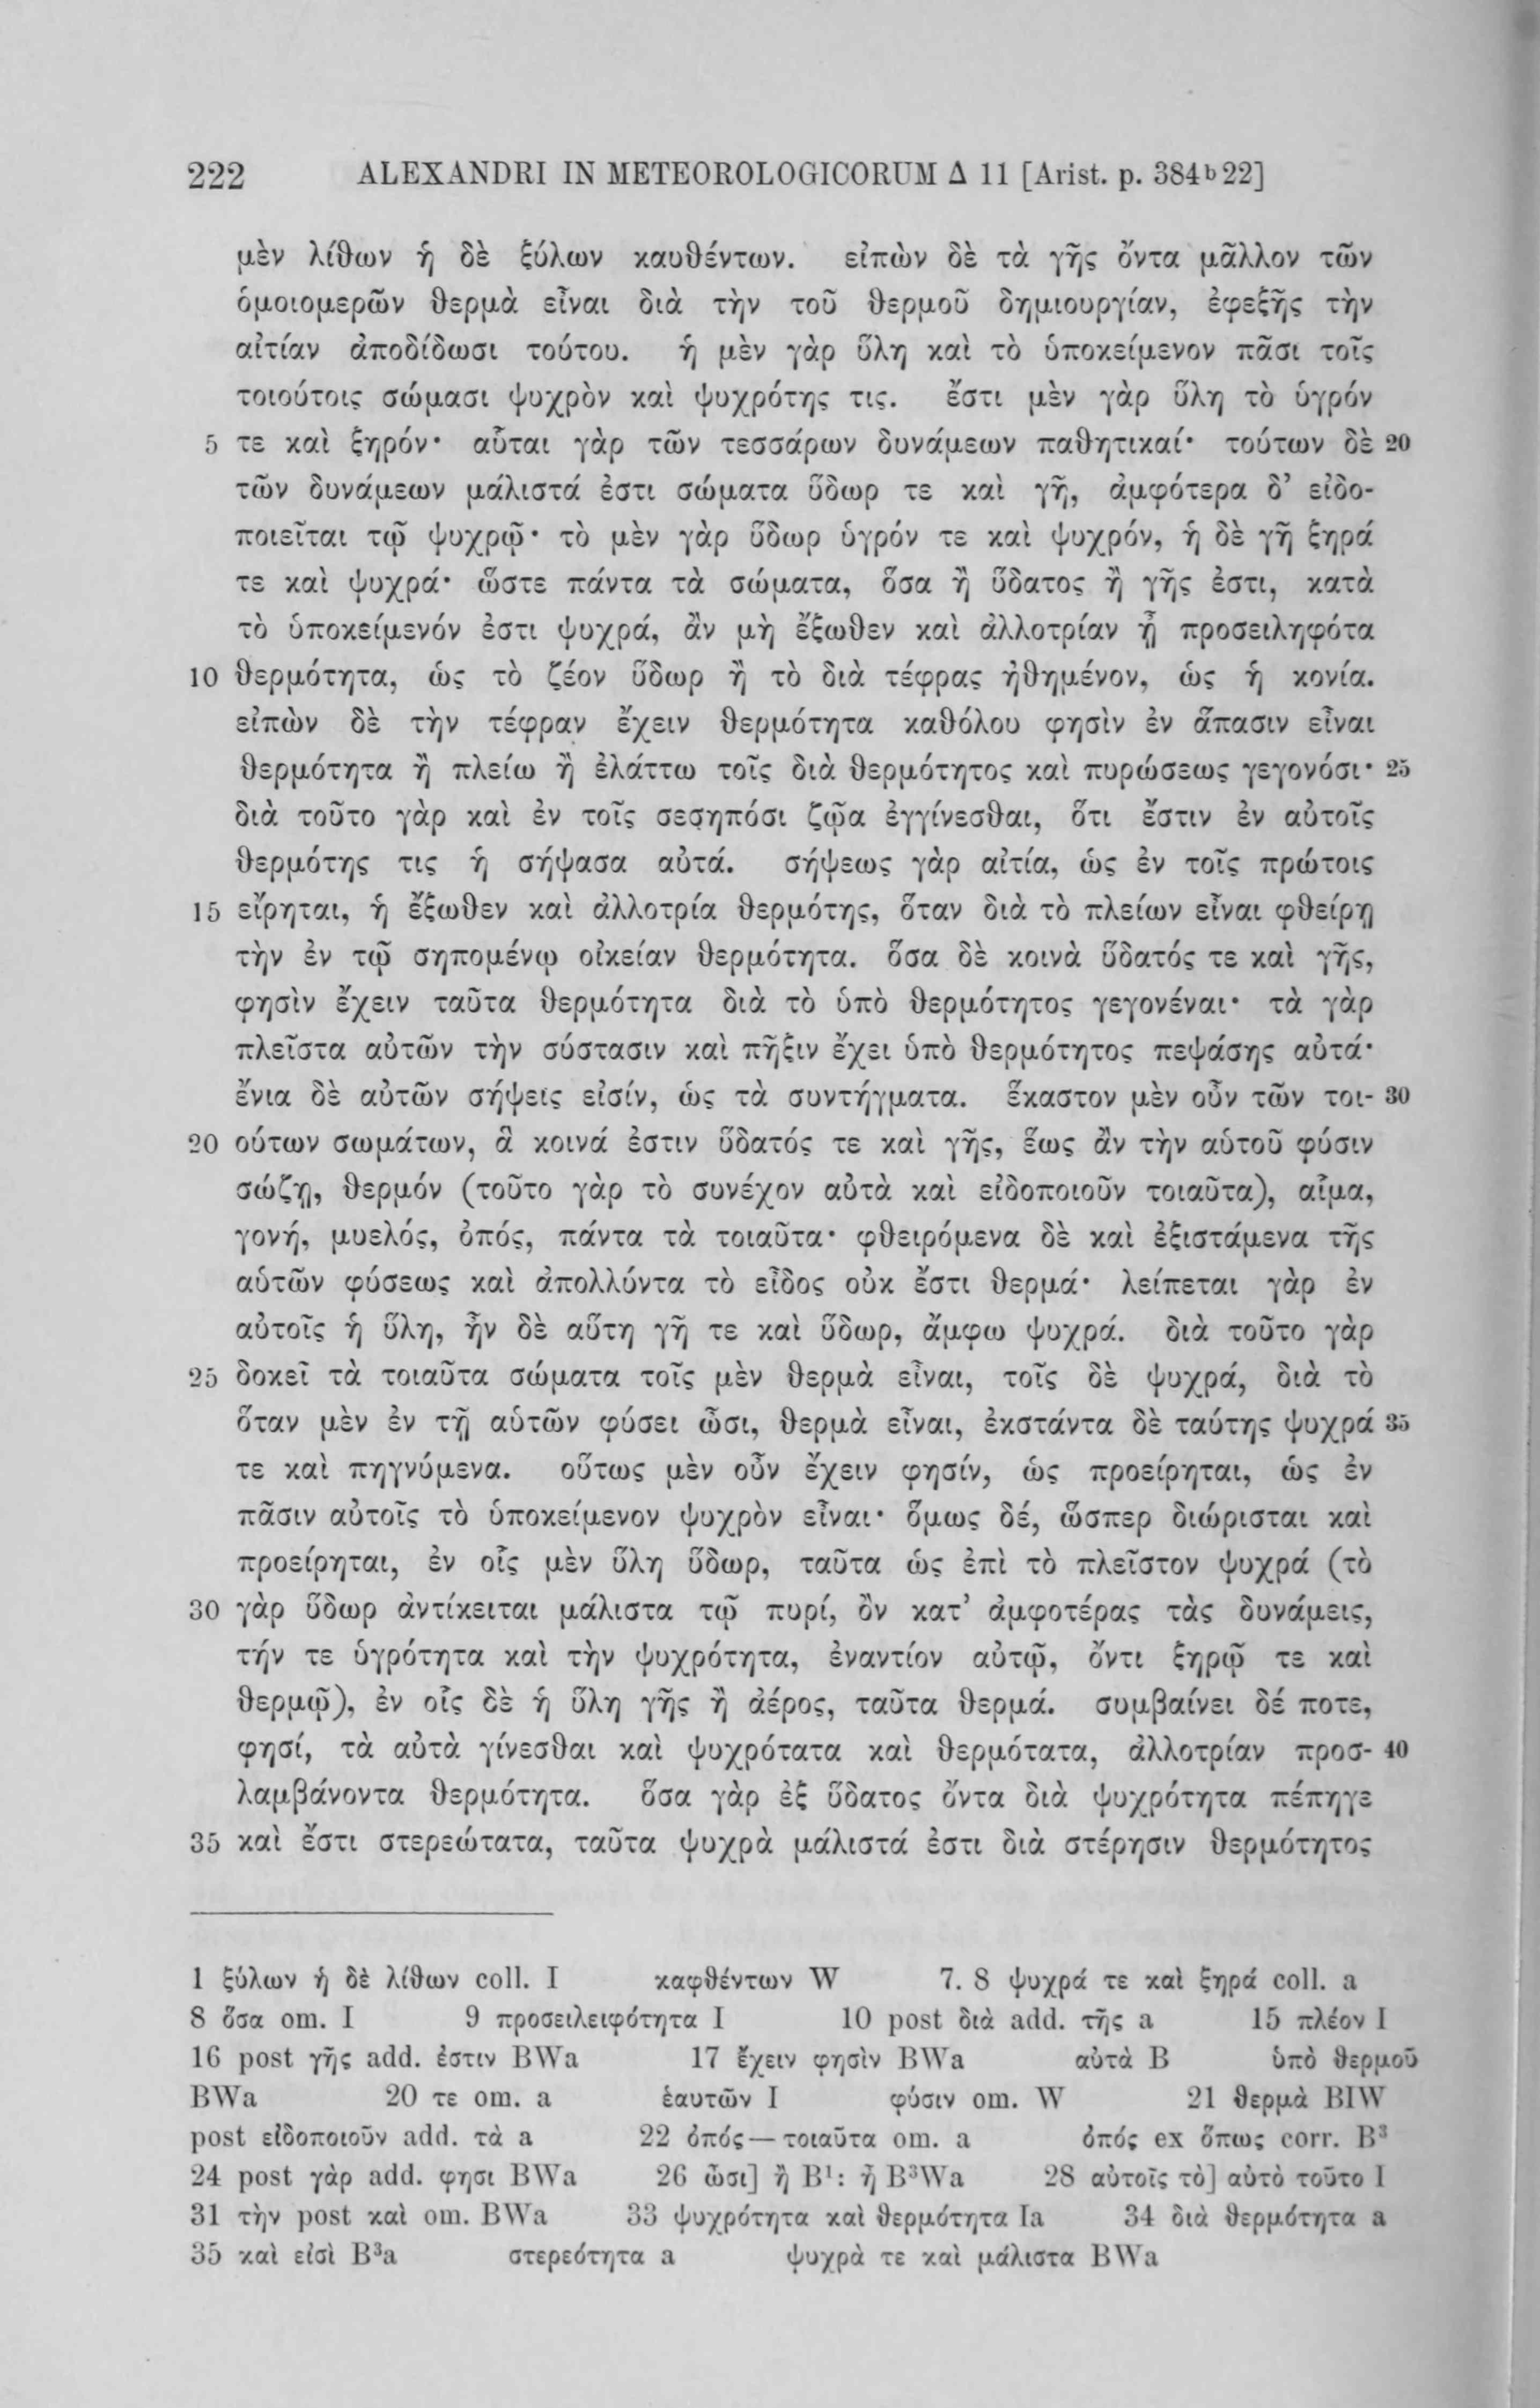 222 ALEXANDRI IN METEOROLOGICORUM Δ 11 [Arist. p. 384b22]
μὲν λίθων ἡ δὲ ξύλων καυθέντων. εἰπὼν δὲ τὰ γῆς ὄντα μᾶλλον τῶν
ὁμοιομερῶν θερμὰ εἶναι διὰ τὴν τοῦ θερμοῦ δημιουργίαν, ἐφεξῆς τὴν
αἰτίαν ἀποδίδωσι τούτου. ἡ μὲν γὰρ ὕλη καὶ τὸ ὑποκείμενον πᾶσι τοῖς
τοιούτοις σώμασι ψυχρὸν καὶ ψυχρότης τις. ἔστι μὲν γὰρ ὕλη τὸ ὑγρόν
5 τε καὶ ξηρόν· αὗται γὰρ τῶν τεσσάρων δυνάμεων παθητικαί· τούτων δὲ 20
τῶν δυνάμεων μάλιστά ἐστι σώματα ὕδωρ τε καὶ γῆ, ἀμφότερα δ’ εἰδο-
ποιεῖται τῷ ψυχρῷ· τὸ μὲν γὰρ ὕδωρ ὑγρόν τε καὶ ψυχρόν, ἡ δὲ γῆ ξηρά
τε καὶ ψυχρά· ὥστε πάντα τὰ σώματα, ὅσα ἢ ὕδατος ἢ γῆς ἐστι, κατὰ
τὸ ὑποκείμενόν ἐστι ψυχρά, ἂν μὴ ἔξωθεν καὶ ἀλλοτρίαν ᾖ προσειληφότα
10 θερμότητα, ὡς τὸ ζέον ὕδωρ ἢ τὸ διὰ τέφρας ἠθημένον, ὡς ἡ κονία.
εἰπὼν δὲ τὴν τέφραν ἔχειν θερμότητα καθόλου φησὶν ἐν ἅπασιν εἶναι
θερμότητα ἢ πλείω ἢ ἐλάττω τοῖς διὰ θερμότητος καὶ πυρώσεως γεγονόσι· 25
διὰ τοῦτο γὰρ καὶ ἐν τοῖς σεσηπόσι ζῷα ἐγγίνεσθαι, ὅτι ἔστιν ἐν αὐτοῖς
θερμότης τις ἡ σήψασα αὐτά. σήψεως γὰρ αἰτία, ὡς ἐν τοῖς πρώτοις
15 εἴρηται, ἡ ἔξωθεν καὶ ἀλλοτρία θερμότης, ὅταν διὰ τὸ πλείων εἶναι φθείρῃ
τὴν ἐν τῷ σηπομένῳ οἰκείαν θερμότητα. ὅσα δὲ κοινὰ ὕδατός τε καὶ γῆς,
φησὶν ἔχειν ταῦτα θερμότητα διὰ τὸ ὑπὸ θερμότητος γεγονέναι· τὰ γὰρ
πλεῖστα αὐτῶν τὴν σύστασιν καὶ πῆξιν ἔχει ὑπὸ θερμότητος πεψάσης αὐτά·
ἔνια δὲ αὐτῶν σήψεις εἰσίν, ὡς τὰ συντήγματα. ἕκαστον μὲν οὖν τῶν τοι- 30
20 ούτων σωμάτων, ἃ κοινά ἐστιν ὕδατός τε καὶ γῆς, ἕως ἂν τὴν αὑτοῦ φύσιν
σώζῃ, θερμόν (τοῦτο γὰρ τὸ συνέχον αὐτὰ καὶ εἰδοποιοῦν τοιαῦτα), αἷμα,
γονή, μυελός, ὀπός, πάντα τὰ τοιαῦτα· φθειρόμενα δὲ καὶ ἐξιστάμενα τῆς
αὑτῶν φύσεως καὶ ἀπολλύντα τὸ εἶδος οὐκ ἔστι θερμά· λείπεται γὰρ ἐν
αὐτοῖς ἡ ὕλη, ἦν δὲ αὕτη γῆ τε καὶ ὕδωρ, ἄμφω ψυχρά. διὰ τοῦτο γὰρ
25 δοκεῖ τὰ τοιαῦτα σώματα τοῖς μὲν θερμὰ εἶναι, τοῖς δὲ ψυχρά, διὰ τὸ
ὅταν μὲν ἐν τῇ αὑτῶν φύσει ὦσι, θερμὰ εἶναι, ἐκστάντα δὲ ταύτης ψυχρά 35
τε καὶ πηγνύμενα. οὕτως μὲν οὖν ἔχειν φησίν, ὡς προείρηται, ὡς ἐν
πᾶσιν αὐτοῖς τὸ ὑποκείμενον ψυχρὸν εἶναι· ὅμως δέ, ὥσπερ διώρισται καὶ
προείρηται, ἐν οἷς μὲν ὕλη ὕδωρ, ταῦτα ὡς ἐπὶ τὸ πλεῖστον ψυχρά (τὸ
30 γὰρ ὕδωρ ἀντίκειται μάλιστα τῷ πυρί, ὂν κατ’ ἀμφοτέρας τὰς δυνάμεις,
τήν τε ὑγρότητα καὶ τὴν ψυχρότητα, ἐναντίον αὐτῷ, ὄντι ξηρῷ τε καὶ
θερμῷ), ἐν οἷς δὲ ἡ ὕλη γῆς ἢ ἀέρος, ταῦτα θερμά. συμβαίνει δέ ποτε,
φησί, τὰ αὐτὰ γίνεσθαι καὶ ψυχρότατα καὶ θερμότατα, ἀλλοτρίαν προσ- 40
λαμβάνοντα θερμότητα. ὅσα γὰρ ἐξ ὕδατος ὄντα διὰ ψυχρότητα πέπηγε
35 καὶ ἔστι στερεώτατα, ταῦτα ψυχρὰ μάλιστά ἐστι διὰ στέρησιν θερμότητος
1 ξύλων ἡ δὲ λίθων coll. I καφθέντων W 7. 8 ψυχρά τε καὶ ξηρά coll. a
8 ὅσα om. I 9 προσειλειφότητα I 10 post διὰ add. τῆς a 15 πλέον I
16 post γῆς add. ἐστιν BWa 17 ἔχειν φησὶν BWa αὐτὰ B ὑπὸ θερμοῦ
BWa 20 τε om. a ἑαυτῶν I φύσιν om. W 21 θερμὰ BIW
post εἰδοποιοῦν add. τὰ a 22 ὀπός — τοιαῦτα om. a ὀπός ex ὅπως corr. B³
24 post γὰρ add. φησι BWa 26 ὦσι] ἢ B¹: ᾖ B³Wa 28 αὐτοῖς τὸ] αὐτὸ τοῦτο I
31 τὴν post καὶ om. BWa 33 ψυχρότητα καὶ θερμότητα Ia 34 διὰ θερμότητα a
35 καὶ εἰσὶ B³a στερεότητα a ψυχρὰ τε καὶ μάλιστα BWa